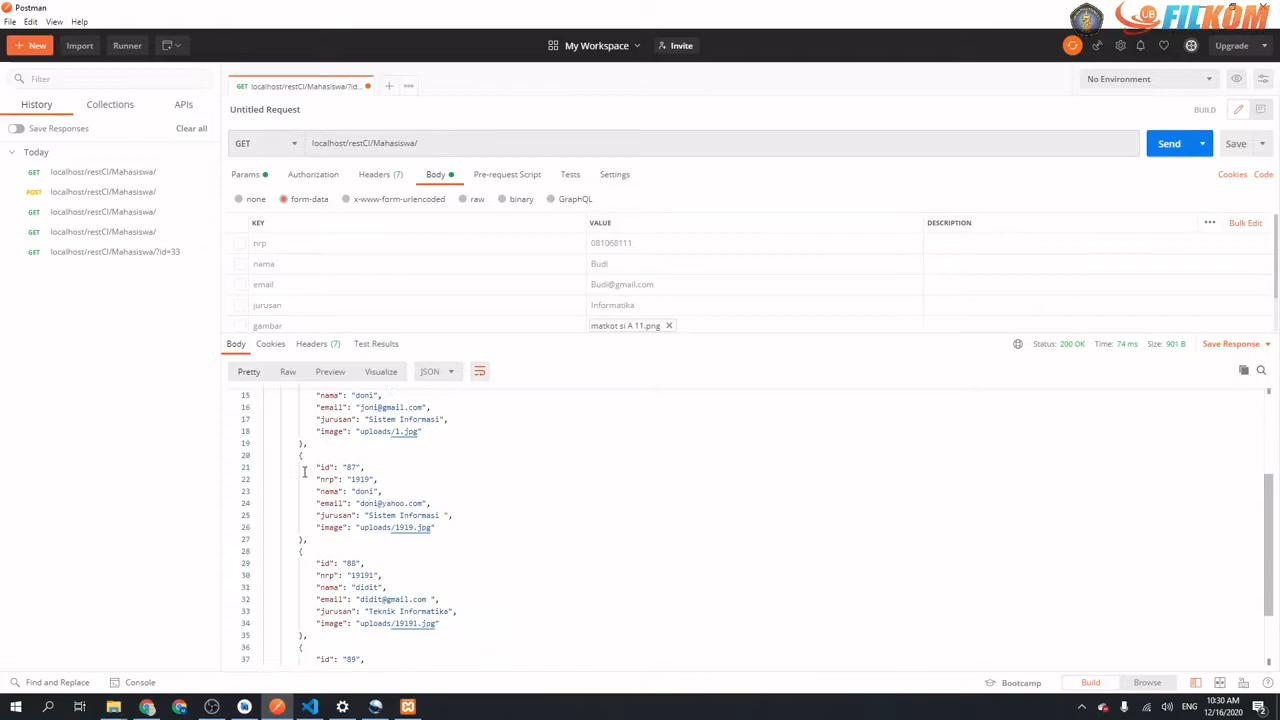 Postman
File Edit View Help
UB FILKOM
New Import Runner My Workspace Invite Upgrade
Filter
History Collections APIs
Save Responses Clear all
Today
GET localhost/restCI/Mahasiswa/
POST localhost/restCI/Mahasiswa/
GET localhost/restCI/Mahasiswa/
GET localhost/restCI/Mahasiswa/
GET localhost/restCI/Mahasiswa/?id=33
GET localhost/restCI/Mahasiswa/?id...
No Environment
Untitled Request BUILD
GET localhost/restCI/Mahasiswa/ Send Save
Params Authorization Headers (7) Body Pre-request Script Tests Settings Cookies Code
none form-data x-www-form-urlencoded raw binary GraphQL
KEY VALUE DESCRIPTION ••• Bulk Edit
nrp 081068111
nama Budi
email Budi@gmail.com
jurusan Informatika
gambar matkot si A 11.png
Body Cookies Headers (7) Test Results Status: 200 OK Time: 74 ms Size: 901 B Save Response
Pretty Raw Preview Visualize JSON
15 "nama": "doni",
16 "email": "joni@gmail.com",
17 "jurusan": "Sistem Informasi",
18 "image": "uploads/1.jpg"
19 },
20 {
21 "id": "87",
22 "nrp": "1919",
23 "nama": "doni",
24 "email": "doni@yahoo.com",
25 "jurusan": "Sistem Informasi ",
26 "image": "uploads/1919.jpg"
27 },
28 {
29 "id": "88",
30 "nrp": "19191",
31 "nama": "didit",
32 "email": "didit@gmail.com ",
33 "jurusan": "Teknik Informatika",
34 "image": "uploads/19191.jpg"
35 },
36 {
37 "id": "89",
Find and Replace Console Bootcamp Build Browse
10:30 AM
12/16/2020
2